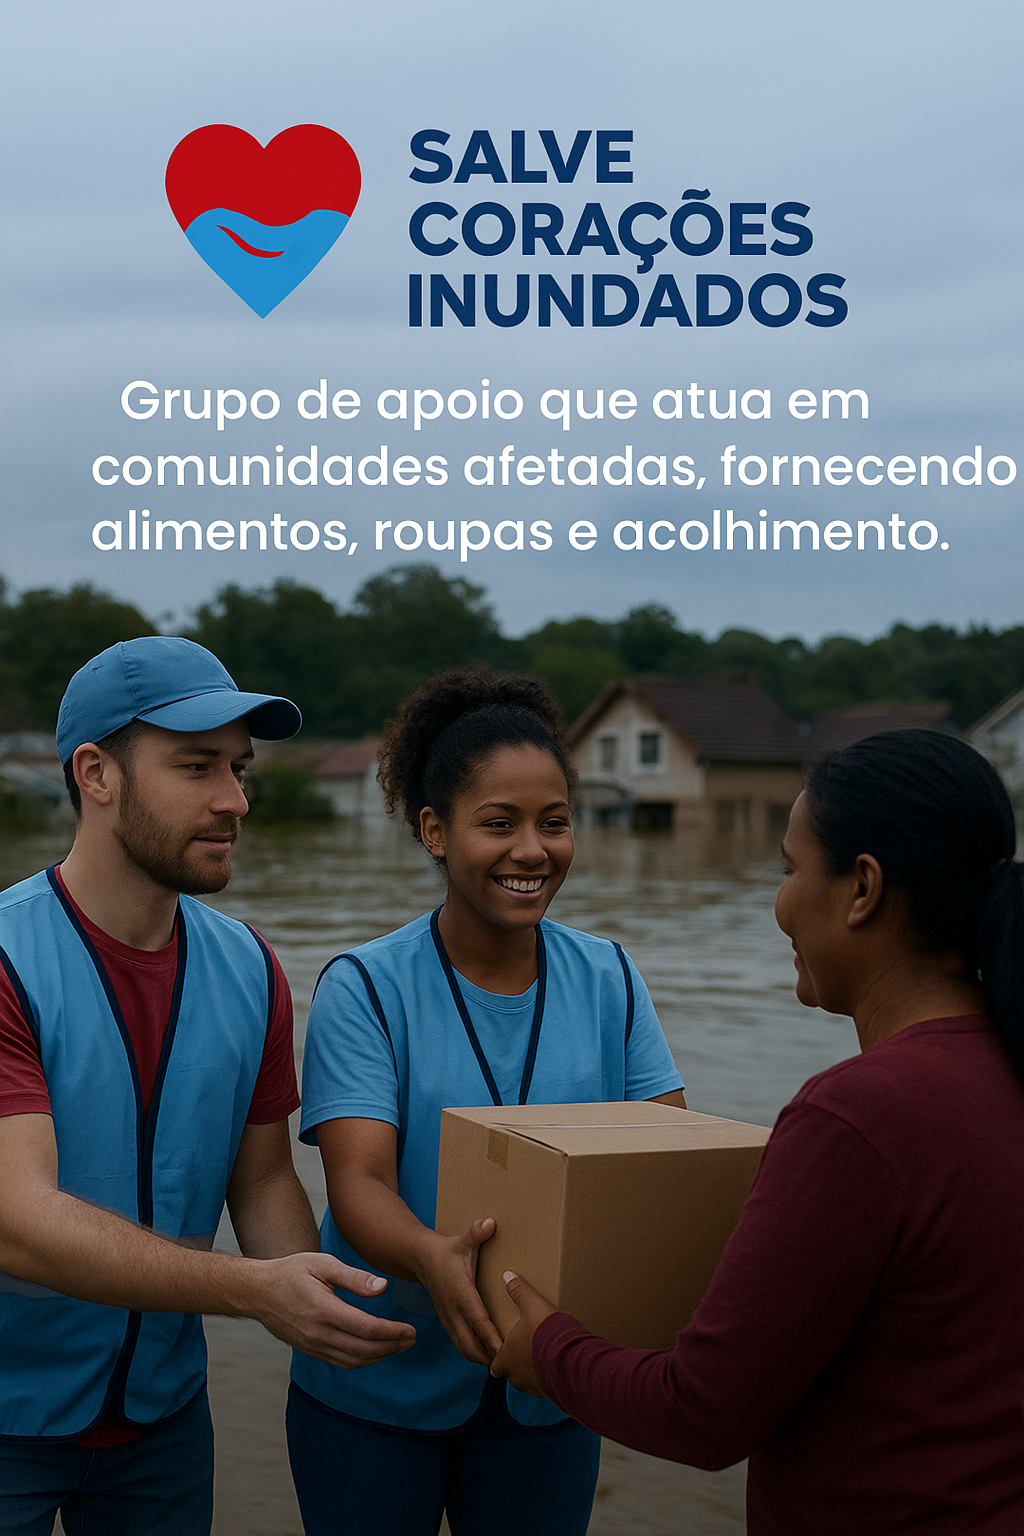 SALVE
CORAÇÕES
INUNDADOS
Grupo de apoio que atua em
comunidades afetadas, fornecendo
alimentos, roupas e acolhimento.